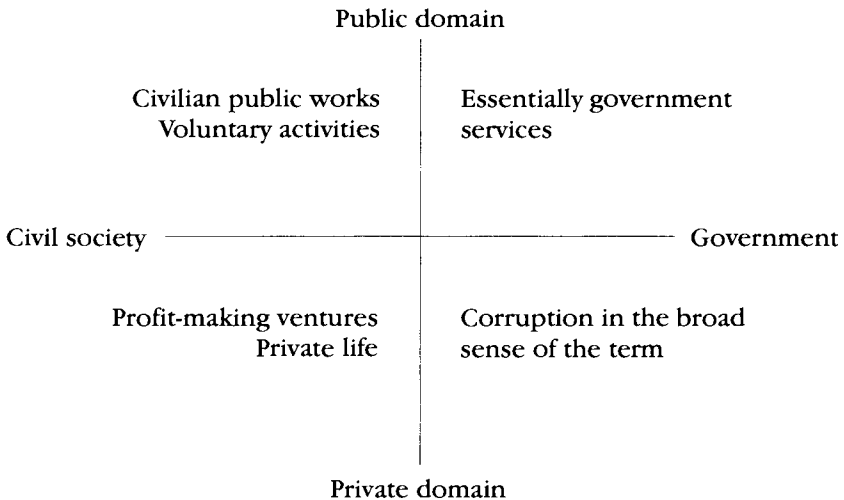 Public domain
Civilian public works
Voluntary activities
Essentially government
services
Civil society
Government
Profit-making ventures
Private life
Corruption in the broad
sense of the term
Private domain